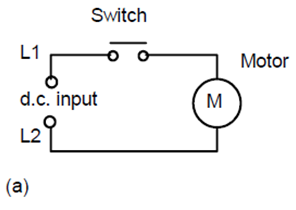 Switch
L1
Motor
d.c. input
M
L2
(a)